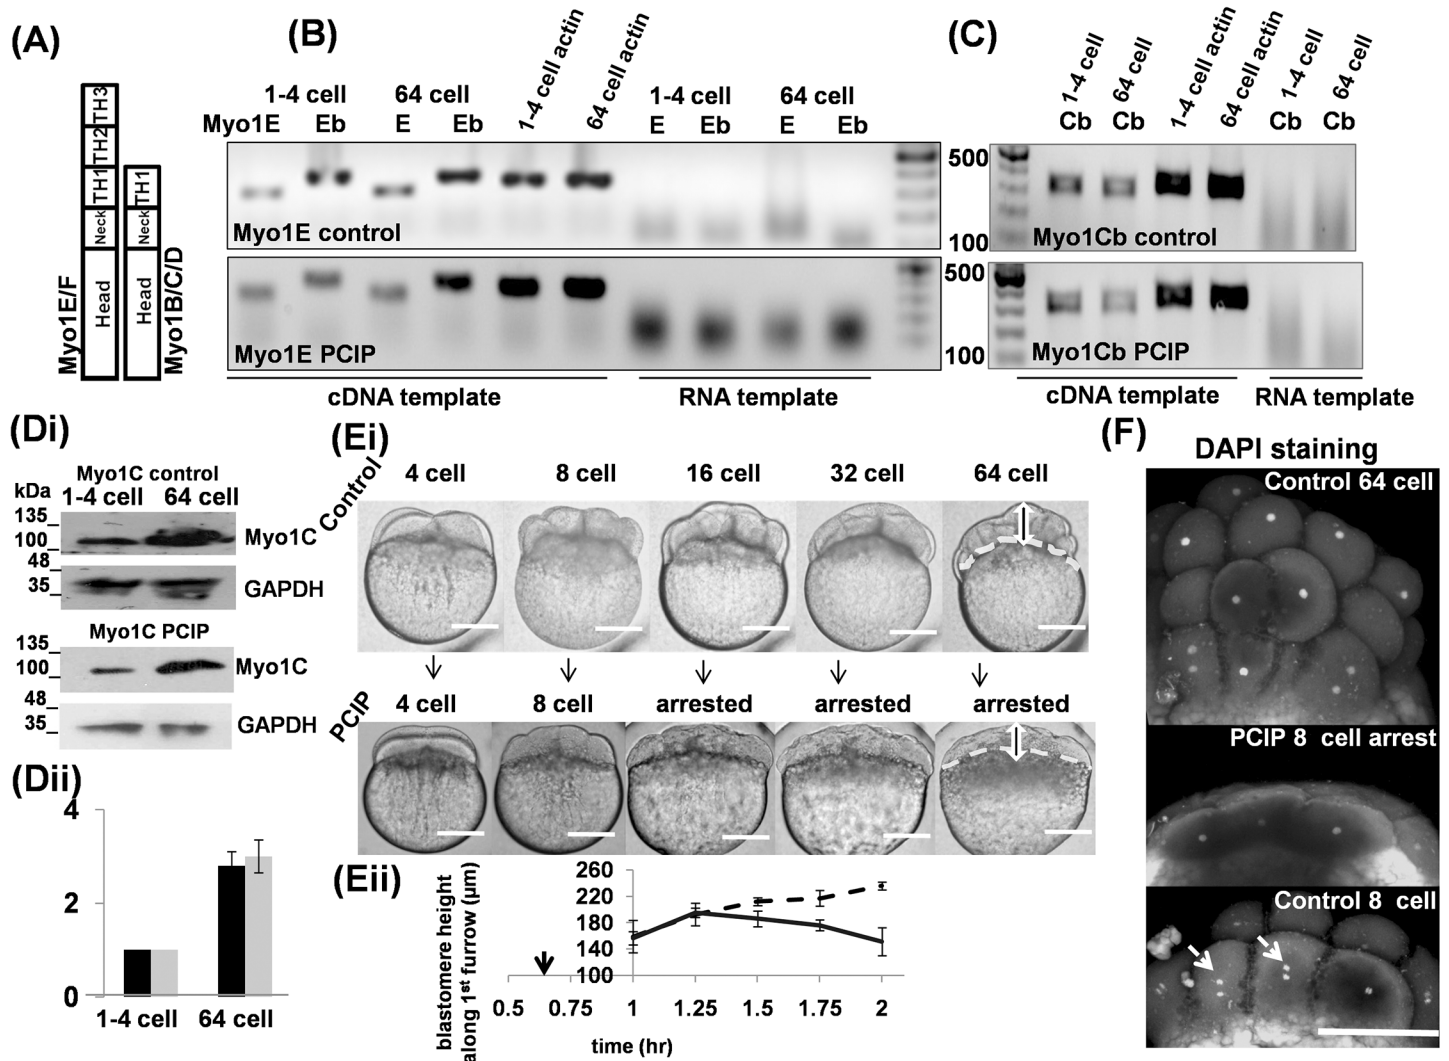 (A)
TH3
TH2
TH1 TH1
Neck Neck
Head Head
Myo1E/F
Myo1B/C/D
(B)
1-4 cell 64 cell 1-4 cell actin 64 cell actin 1-4 cell 64 cell
Myo1E Eb E Eb E Eb E Eb
Myo1E control
Myo1E PCIP
500
100
500
100
cDNA template RNA template
(C)
1-4 cell 64 cell 1-4 cell actin 64 cell actin 1-4 cell 64 cell
Cb Cb Cb Cb
Myo1Cb control
Myo1Cb PCIP
cDNA template RNA template
(Di)
Myo1C control
kDa 1-4 cell 64 cell
135
100 Myo1C
48
35 GAPDH
Myo1C PCIP
135
100 Myo1C
48
35 GAPDH
(Dii)
4
2
0
1-4 cell 64 cell
(Ei)
Control
4 cell 8 cell 16 cell 32 cell 64 cell
PCIP
4 cell 8 cell arrested arrested arrested
(Eii)
blastomere height
along 1st furrow (µm)
260
220
180
140
100
0.5 0.75 1 1.25 1.5 1.75 2
time (hr)
(F)
DAPI staining
Control 64 cell
PCIP 8 cell arrest
Control 8 cell